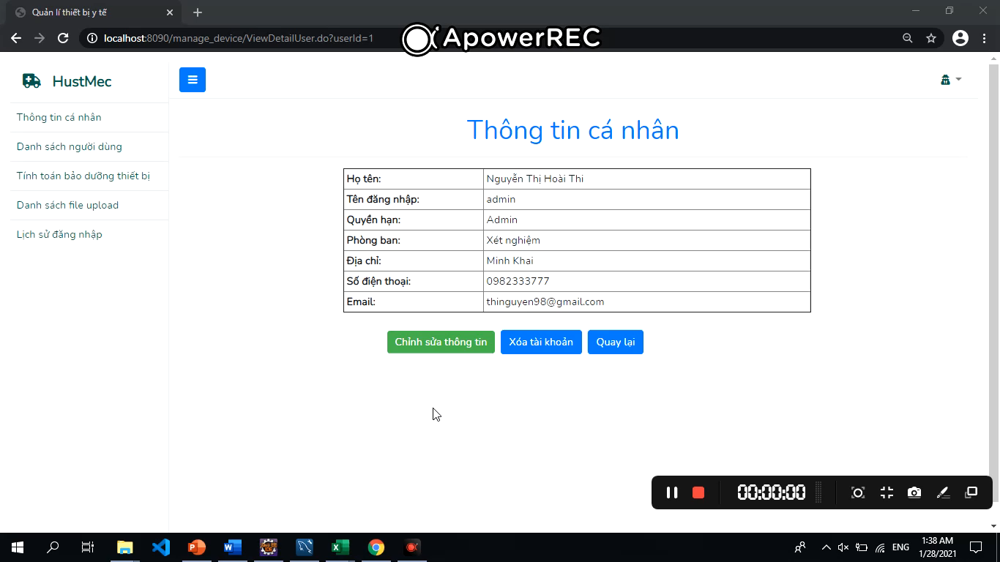 Quản lí thiết bị y tế
localhost:8090/manage_device/ViewDetailUser.do?userId=1
ApowerREC
HustMec
Thông tin cá nhân
Danh sách người dùng
Tính toán bảo dưỡng thiết bị
Danh sách file upload
Lịch sử đăng nhập
Thông tin cá nhân
Họ tên: Nguyễn Thị Hoài Thi
Tên đăng nhập: admin
Quyền hạn: Admin
Phòng ban: Xét nghiệm
Địa chỉ: Minh Khai
Số điện thoại: 0982333777
Email: thinguyen98@gmail.com
Chỉnh sửa thông tin Xóa tài khoản Quay lại
00:00:00
ENG
1:38 AM
1/28/2021